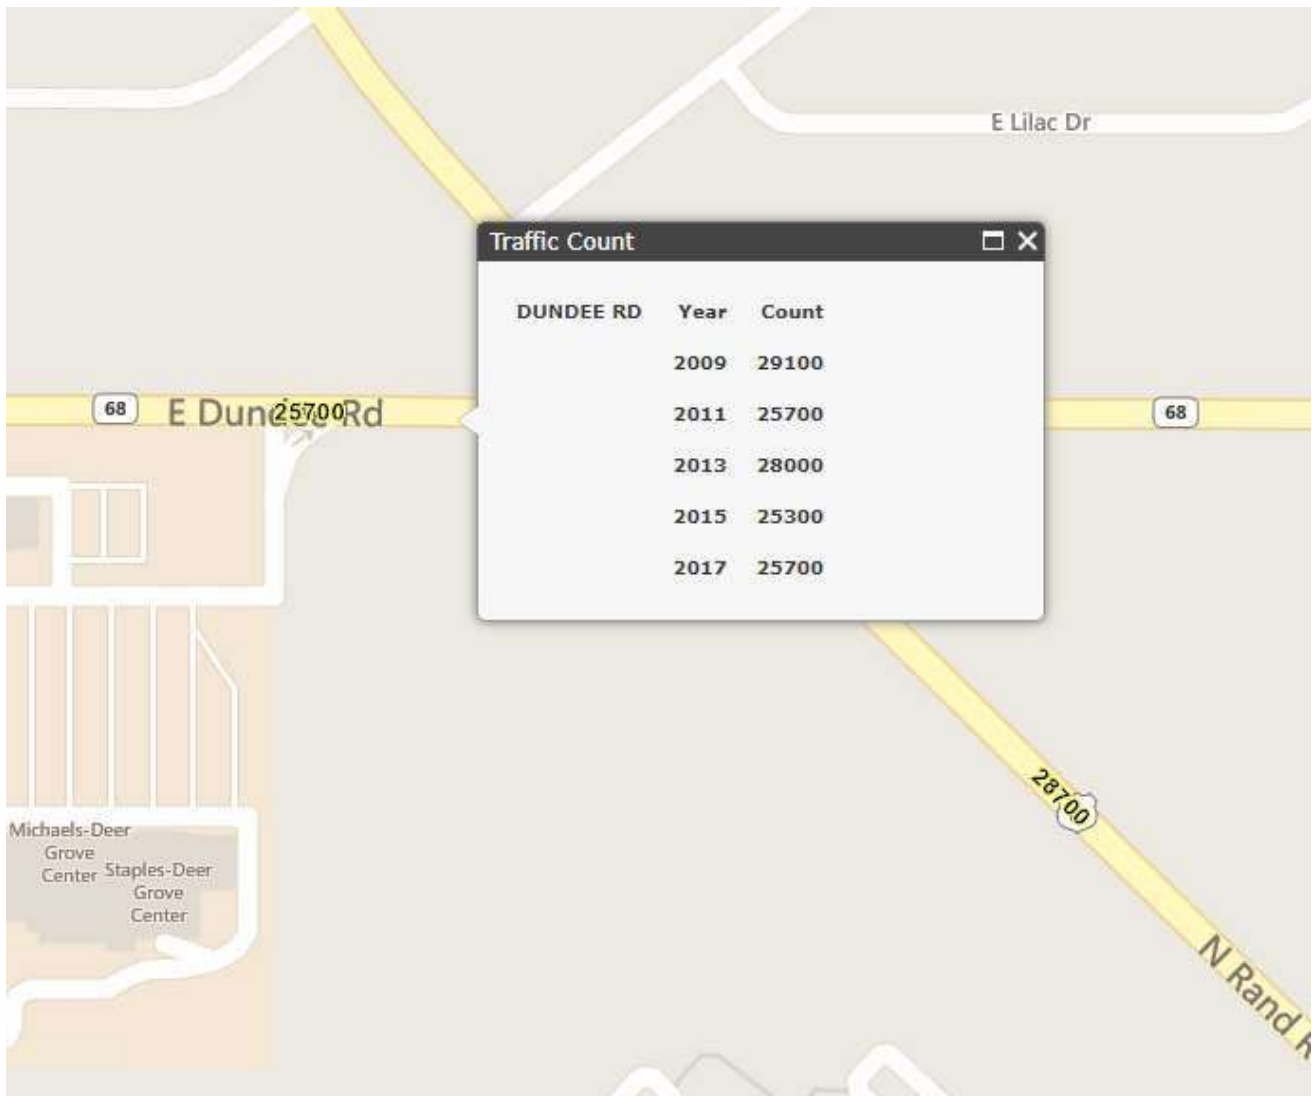 E Lilac Dr
Traffic Count
DUNDEE RD Year Count
2009 29100
2011 25700
2013 28000
2015 25300
2017 25700
68
E Dundee Rd
25700
68
28700
Michaels-Deer
Grove
Center
Staples-Deer
Grove
Center
N Rand R